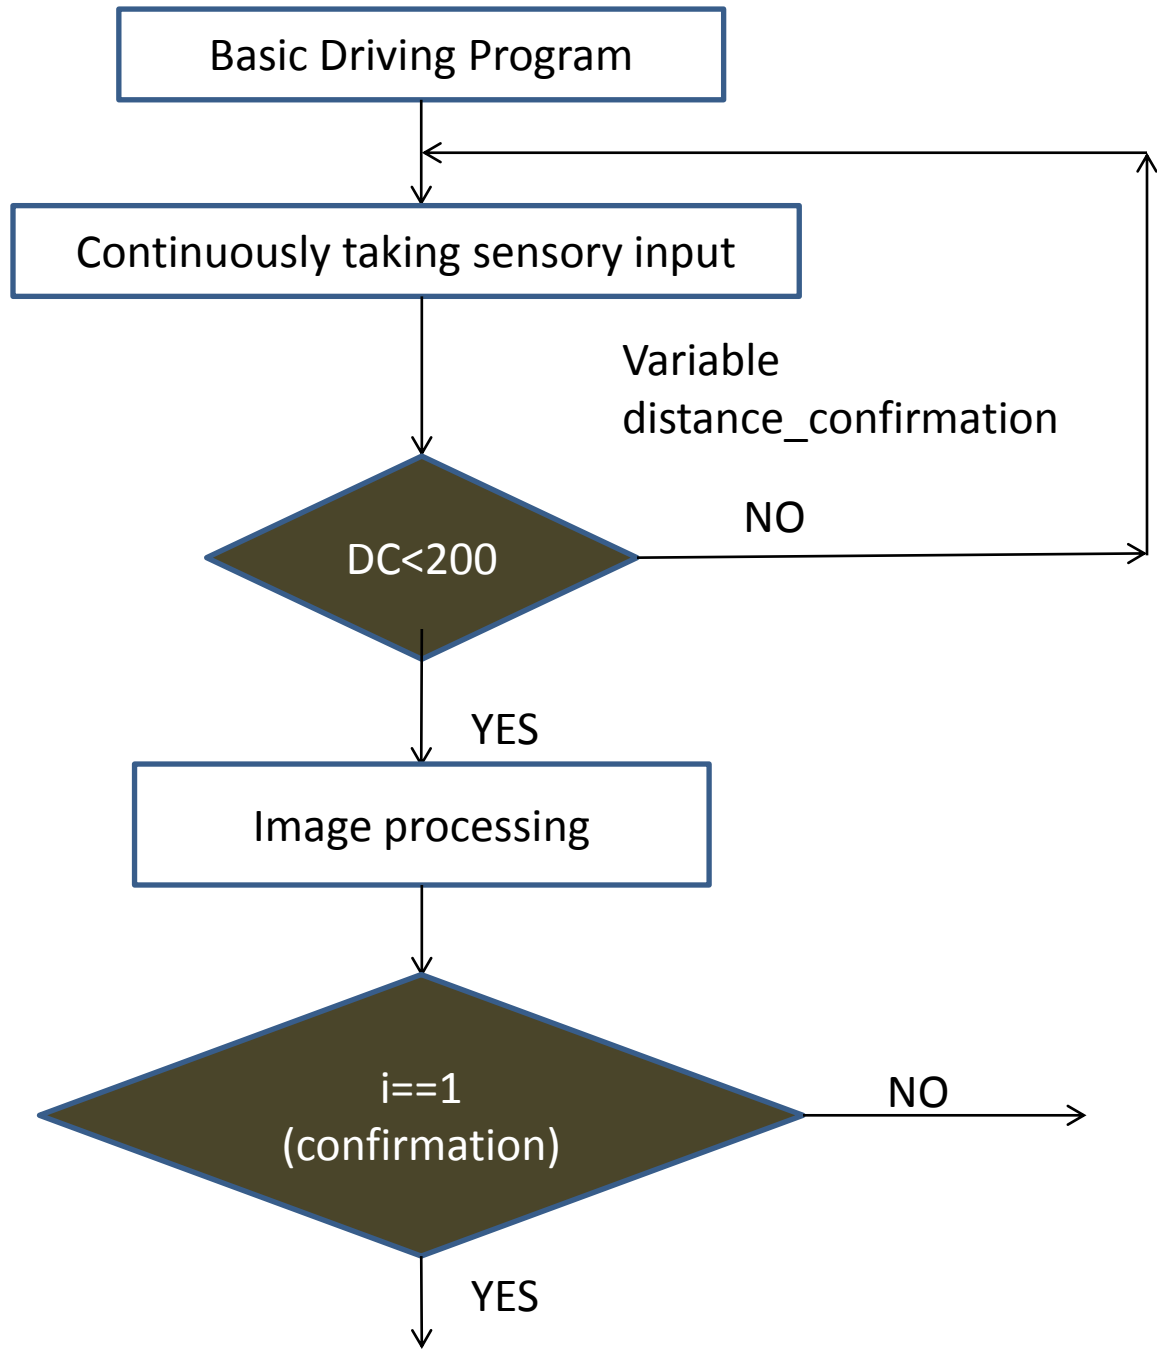 Basic Driving Program
Continuously taking sensory input
Variable
distance_confirmation
NO
DC<200
YES
Image processing
i==1
(confirmation)
NO
YES